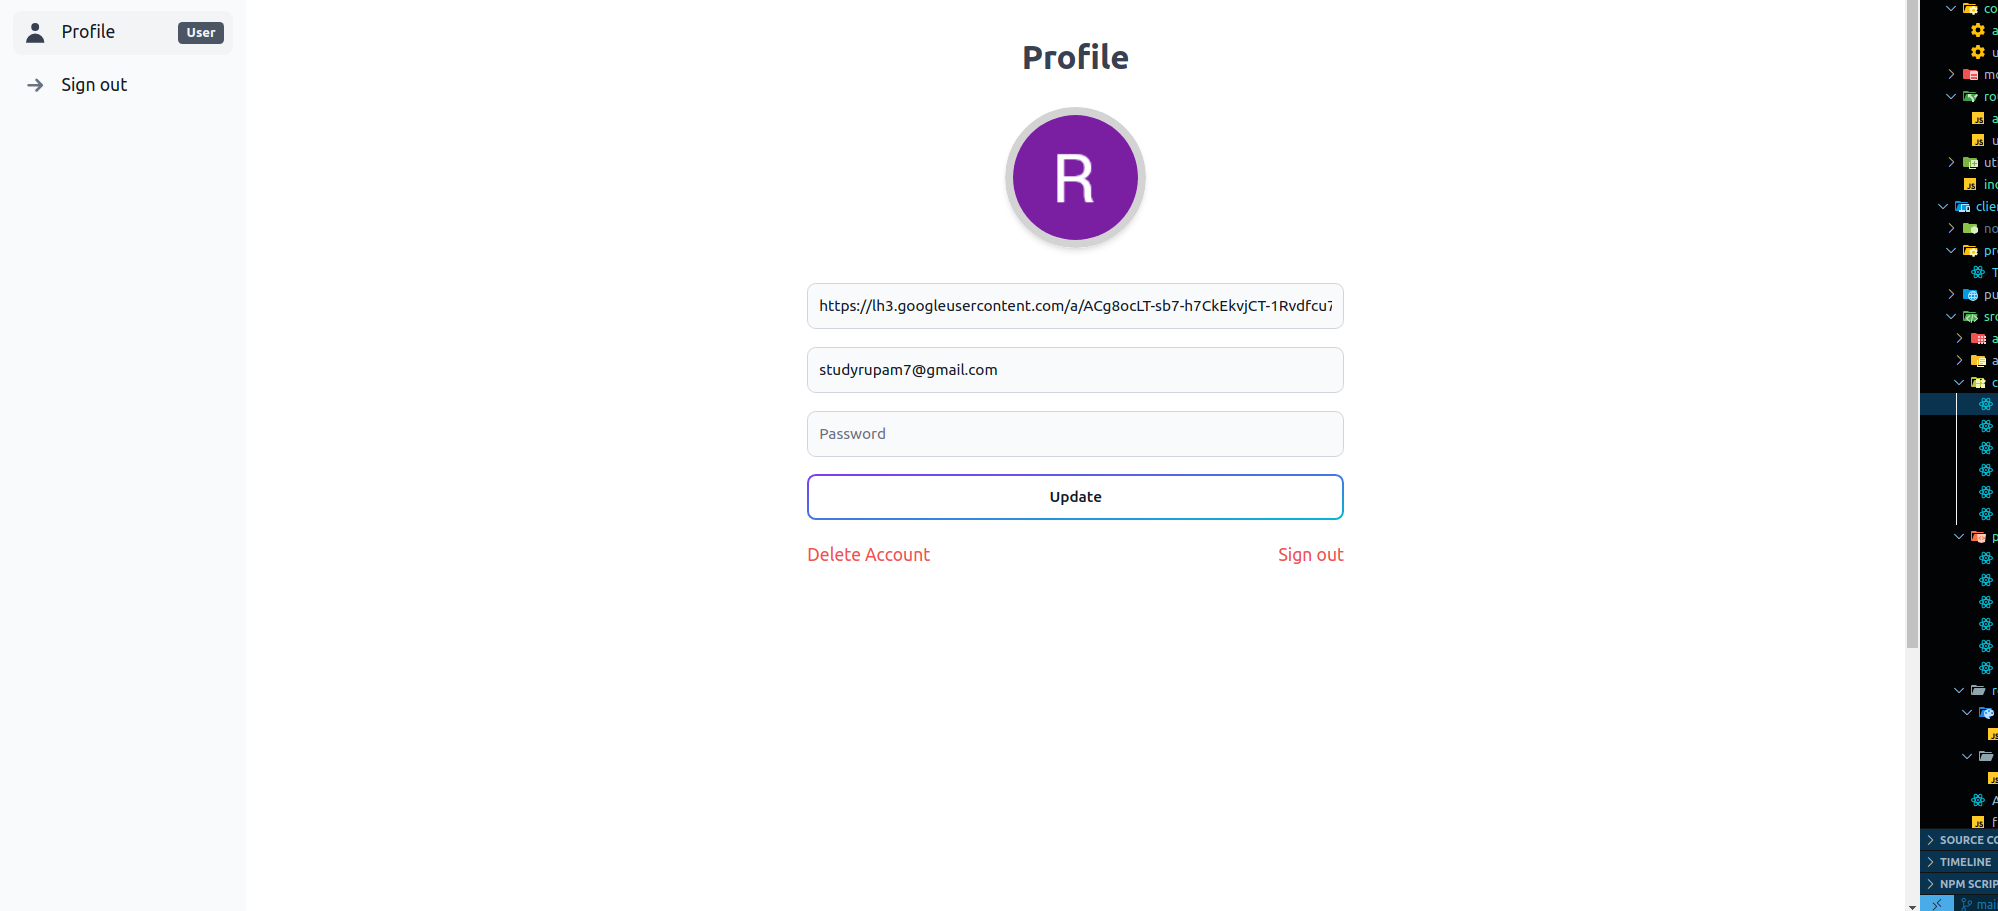 Profile
User
Sign out
Profile
R
https://lh3.googleusercontent.com/a/ACg8ocLT-sb7-h7CkEkvjCT-1Rvdfcu7
studyrupam7@gmail.com
Password
Update
Delete Account
Sign out
co
a
u
mo
ro
a
u
ut
in
clie
no
pr
T
pu
src
a
a
c
p
r
A
f
SOURCE CO
TIMELINE
NPM SCRIP
mai